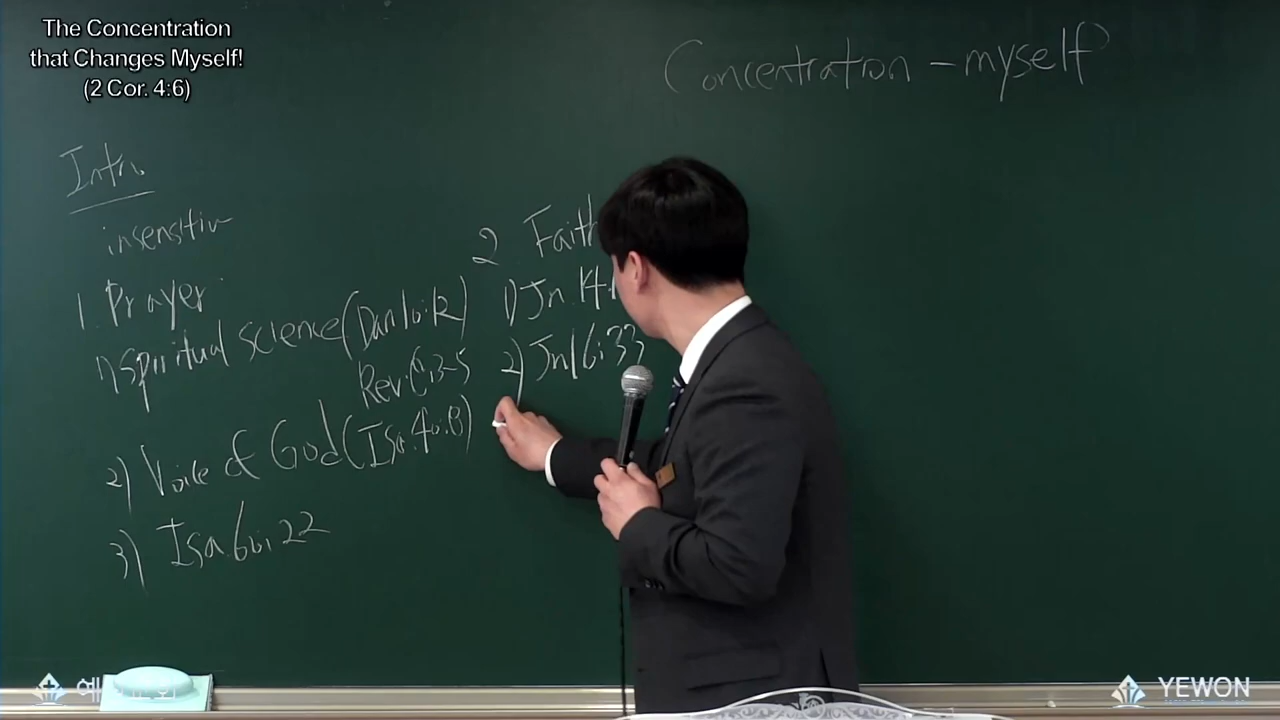 The Concentration
that Changes Myself!
(2 Cor. 4:6)
Concentration - myself
Intro.
insensitiv
1. Prayer
1) Spiritual Science (Dan 10:12)
Rev. 8:3-5
2) Voice of God (Isa. 40:8)
3) Isa. 60:22
2 Faith
1) Jn. 14:
2) Jn 16:33
YEWON